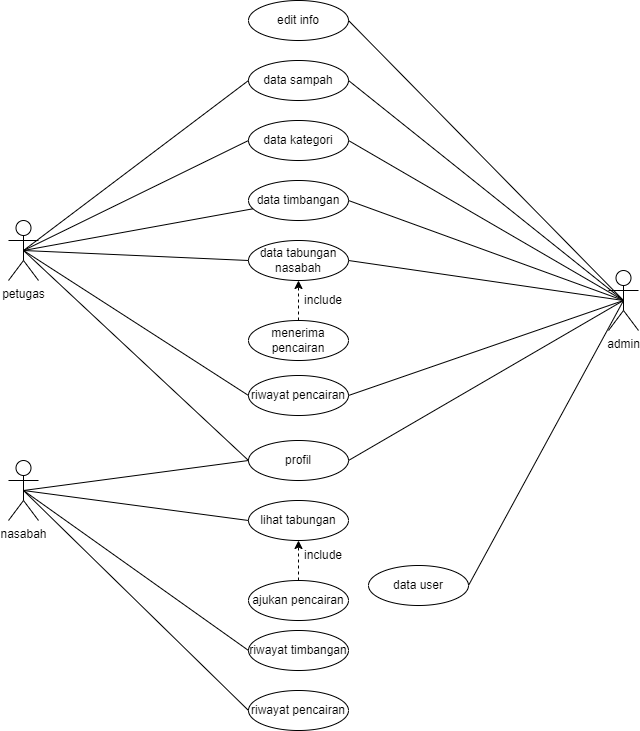 edit info
data sampah
data kategori
data timbangan
petugas
data tabungan
nasabah
include
menerima
pencairan
admin
riwayat pencairan
profil
nasabah
lihat tabungan
include
data user
ajukan pencairan
riwayat timbangan
riwayat pencairan